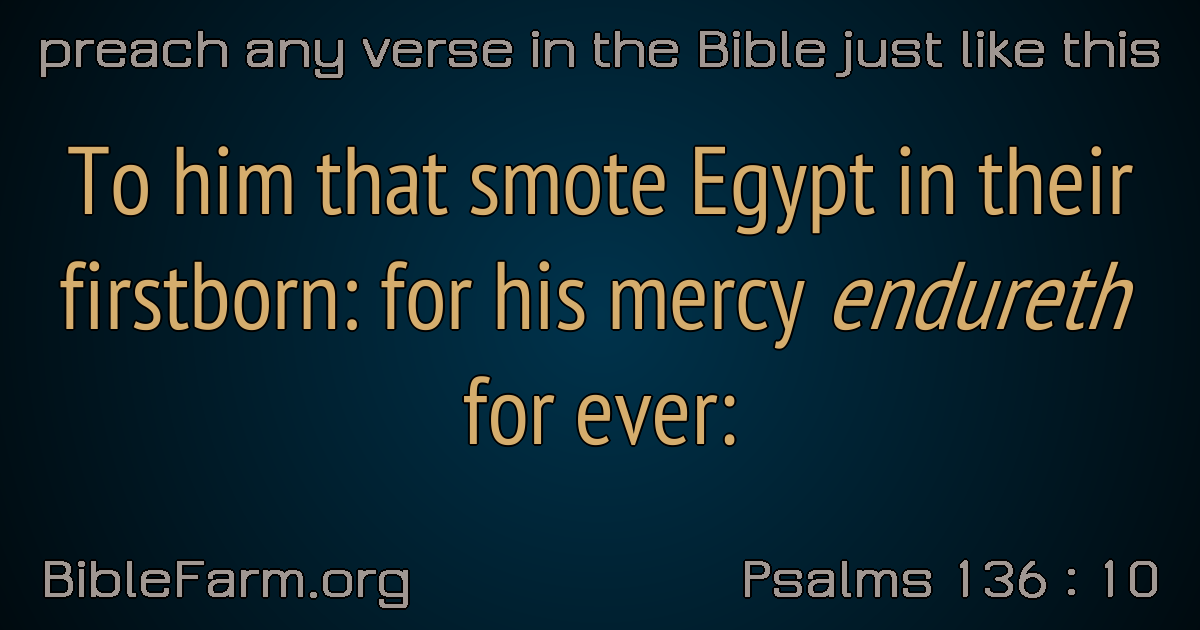 preach any verse in the Bible just like this
To him that smote Egypt in their
firstborn: for his mercy endureth
for ever:
BibleFarm.org
Psalms 136 : 10